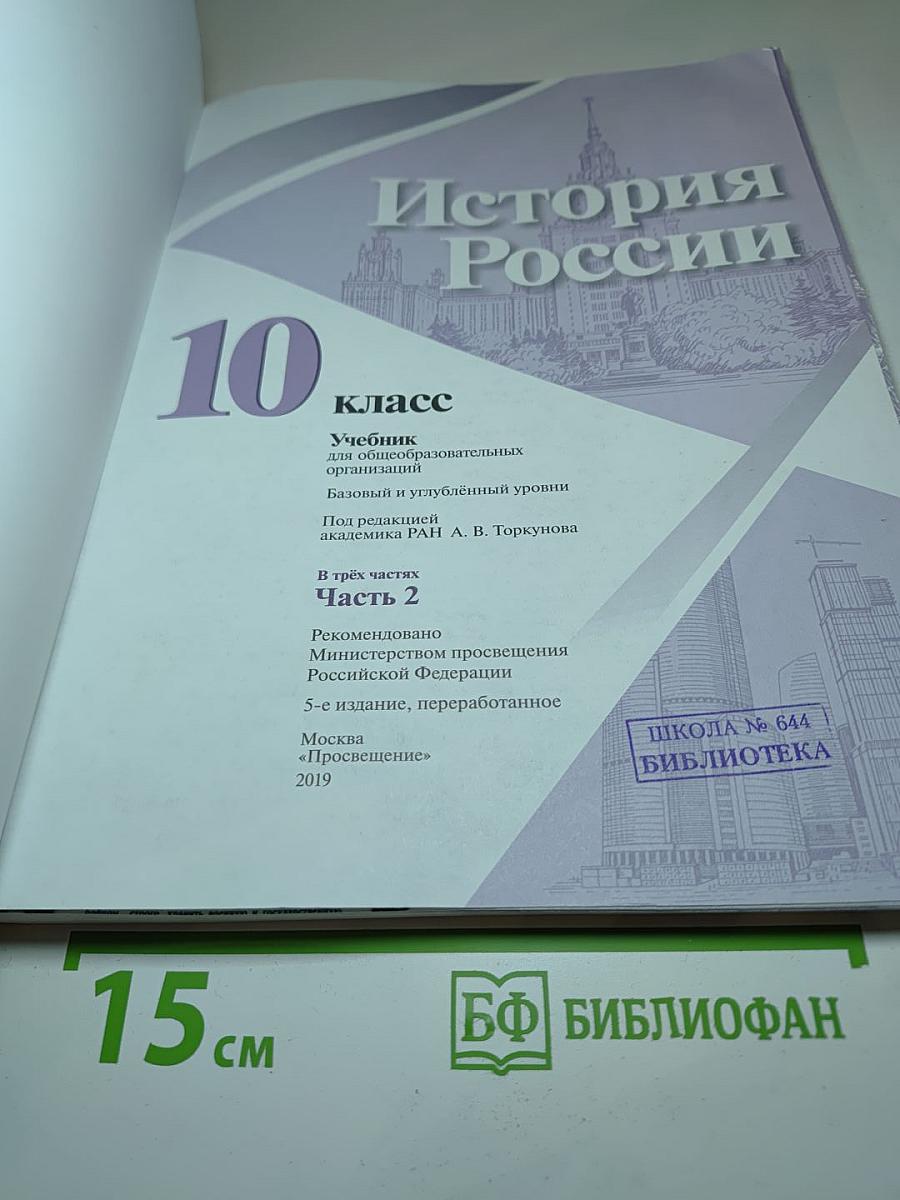 История
России
10
класс
Учебник
для общеобразовательных
организаций
Базовый и углублённый уровни
Под редакцией
академика РАН А. В. Торкунова
В трёх частях
Часть 2
Рекомендовано
Министерством просвещения
Российской Федерации
5-е издание, переработанное
Москва
«Просвещение»
2019
ШКОЛА № 644
БИБЛИОТЕКА
15 см
БФ БИБЛИОФАН